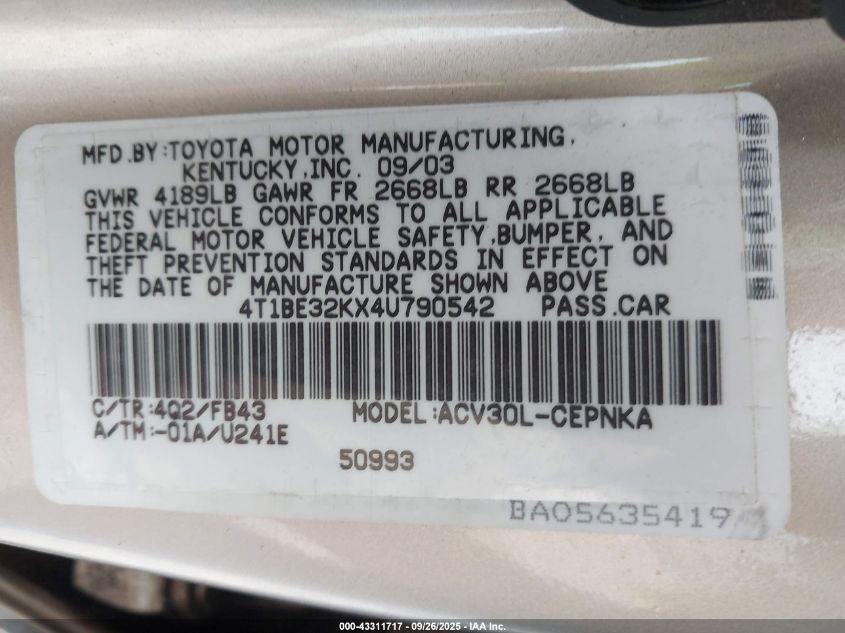 MFD.BY:TOYOTA MOTOR MANUFACTURING,
KENTUCKY,INC. 09/03
GVWR 4189LB GAWR FR 2668LB RR 2668LB
THIS VEHICLE CONFORMS TO ALL APPLICABLE
FEDERAL MOTOR VEHICLE SAFETY,BUMPER, AND
THEFT PREVENTION STANDARDS IN EFFECT ON
THE DATE OF MANUFACTURE SHOWN ABOVE
4T1BE32KX4U790542 PASS.CAR
C/TR:4Q2/FB43 MODEL:ACV30L-CEPNKA
A/TM:-01A/U241E
50993
BA05635419
000-43311717 • 09/26/2025 - IAA Inc.